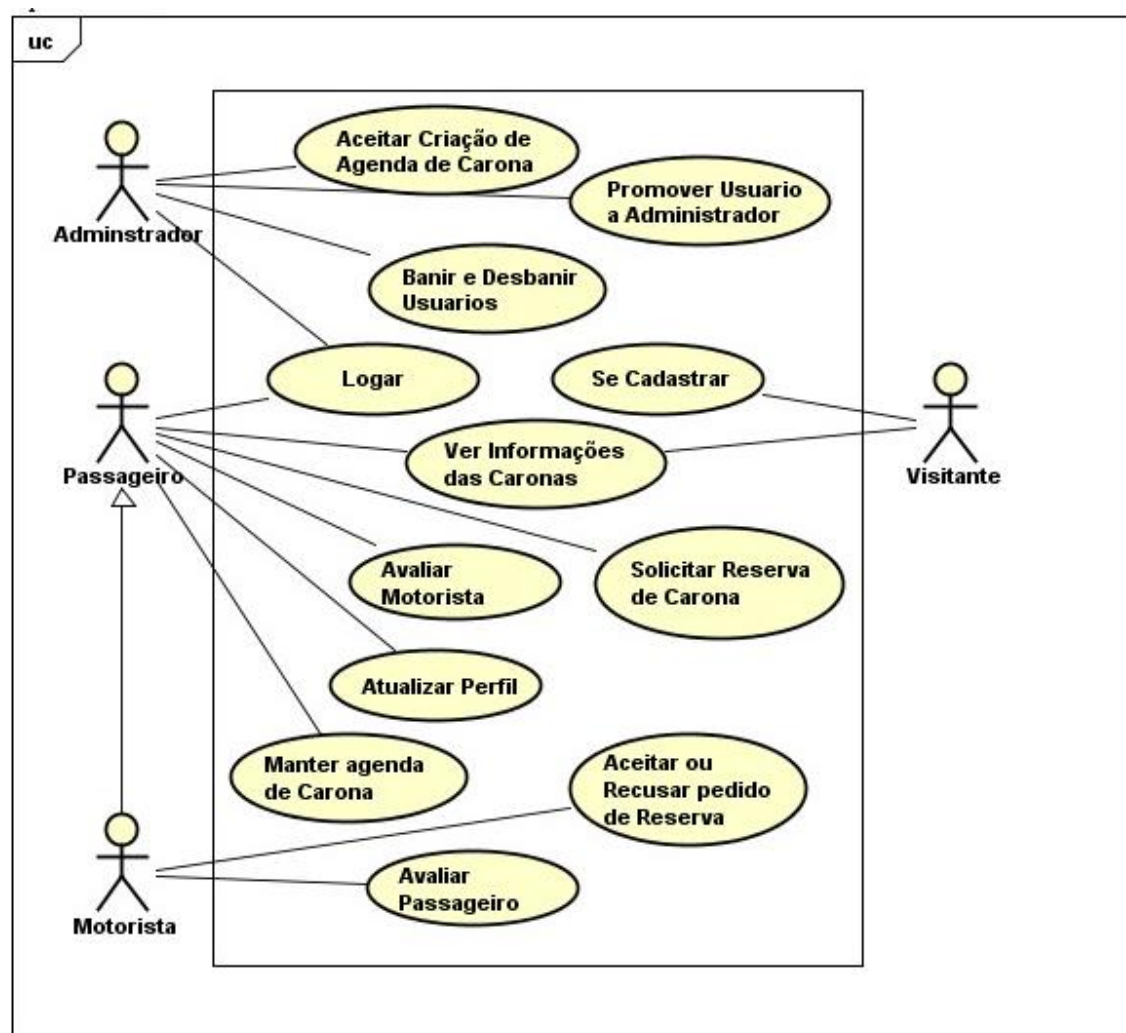 uc
Aceitar Criação de
Agenda de Carona
Promover Usuario
a Administrador
Adminstrador
Banir e Desbanir
Usuarios
Logar
Se Cadastrar
Ver Informações
das Caronas
Passageiro
Visitante
Avaliar
Motorista
Solicitar Reserva
de Carona
Atualizar Perfil
Manter agenda
de Carona
Aceitar ou
Recusar pedido
de Reserva
Avaliar
Passageiro
Motorista